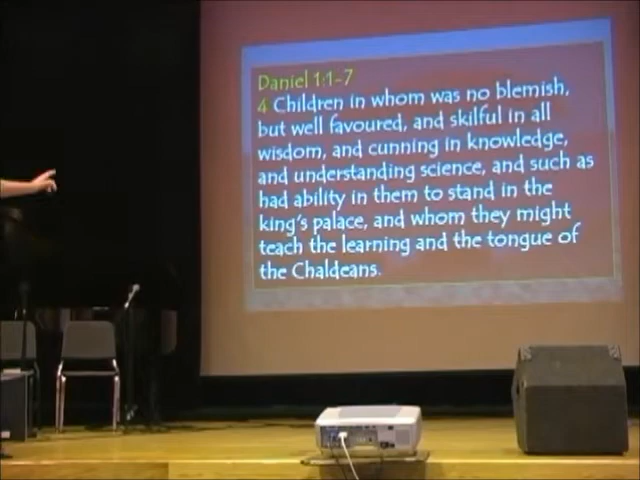 Daniel 1:1-7
4 Children in whom was no blemish,
but well favoured, and skilful in all
wisdom, and cunning in knowledge,
and understanding science, and such as
had ability in them to stand in the
king's palace, and whom they might
teach the learning and the tongue of
the Chaldeans.